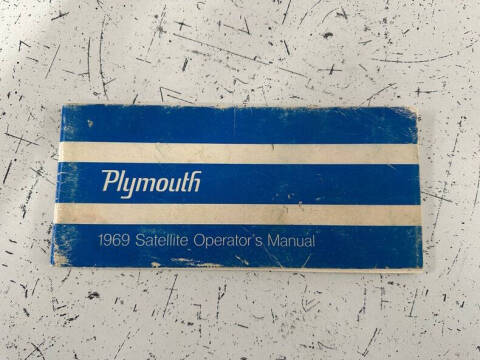 Plymouth
1969 Satellite Operator's Manual